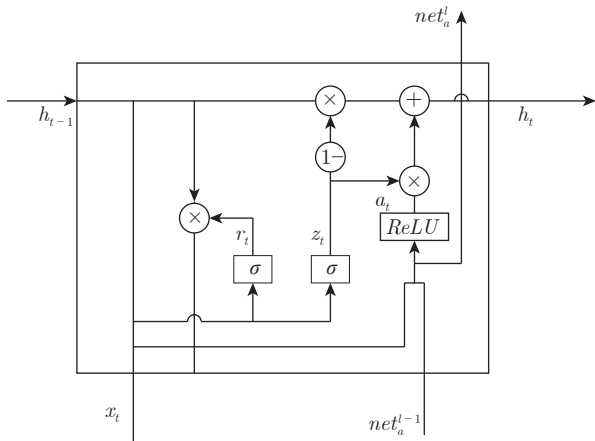 net_a^l
×
+
h_{t-1}
h_t
1-
×
a_t
×
r_t
z_t
ReLU
σ
σ
x_t
net_a^{l-1}